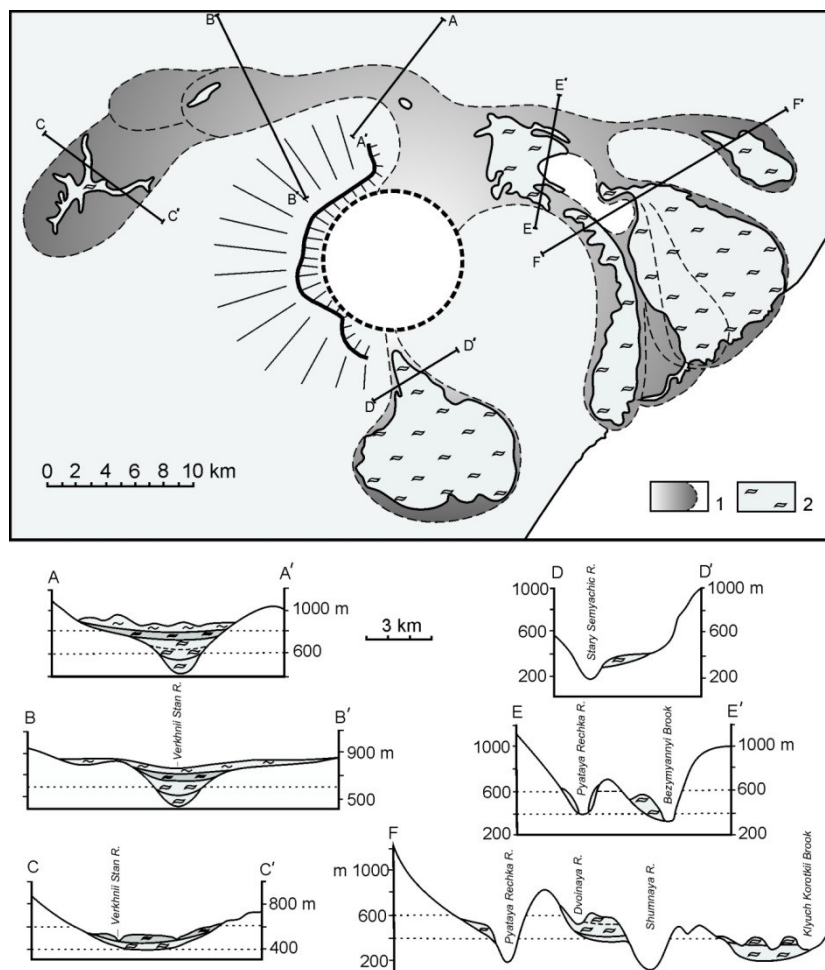 B
A
E'
F'
C
A'
B'
C'
E
F
D'
D
0 2 4 6 8 10 km
1
2
A
A'
1000 m
600
3 km
D
D'
1000
1000 m
600
600
200
200
Stary Semyachic R.
B
B'
Verkhnii Stan R.
900 m
500
E
E'
1000
1000 m
600
600
200
200
Pyataya Rechka R.
Bezymyannyi Brook
C
C'
Verkhnii Stan R.
800 m
400
F
m 1000
600
200
Pyataya Rechka R.
Dvoinaya R.
Shumnaya R.
Klyuch Korotkii Brook